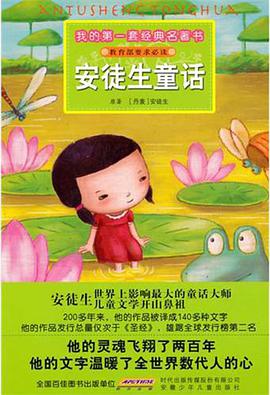 ANTUSHENG TONGHUA
我的第一套经典名著书
教育部要求必读
安徒生童话
原著 [丹麦]安徒生
安徒生世界上影响最大的童话大师
儿童文学开山鼻祖
200多年来，他的作品被译成140多种文字
他的作品发行总量仅次于《圣经》，雄踞全球发行榜第二名
他的灵魂飞翔了两百年
他的文字温暖了全世界数代人的心
全国百佳图书出版单位
时代出版传媒股份有限公司
安徽少年儿童出版社